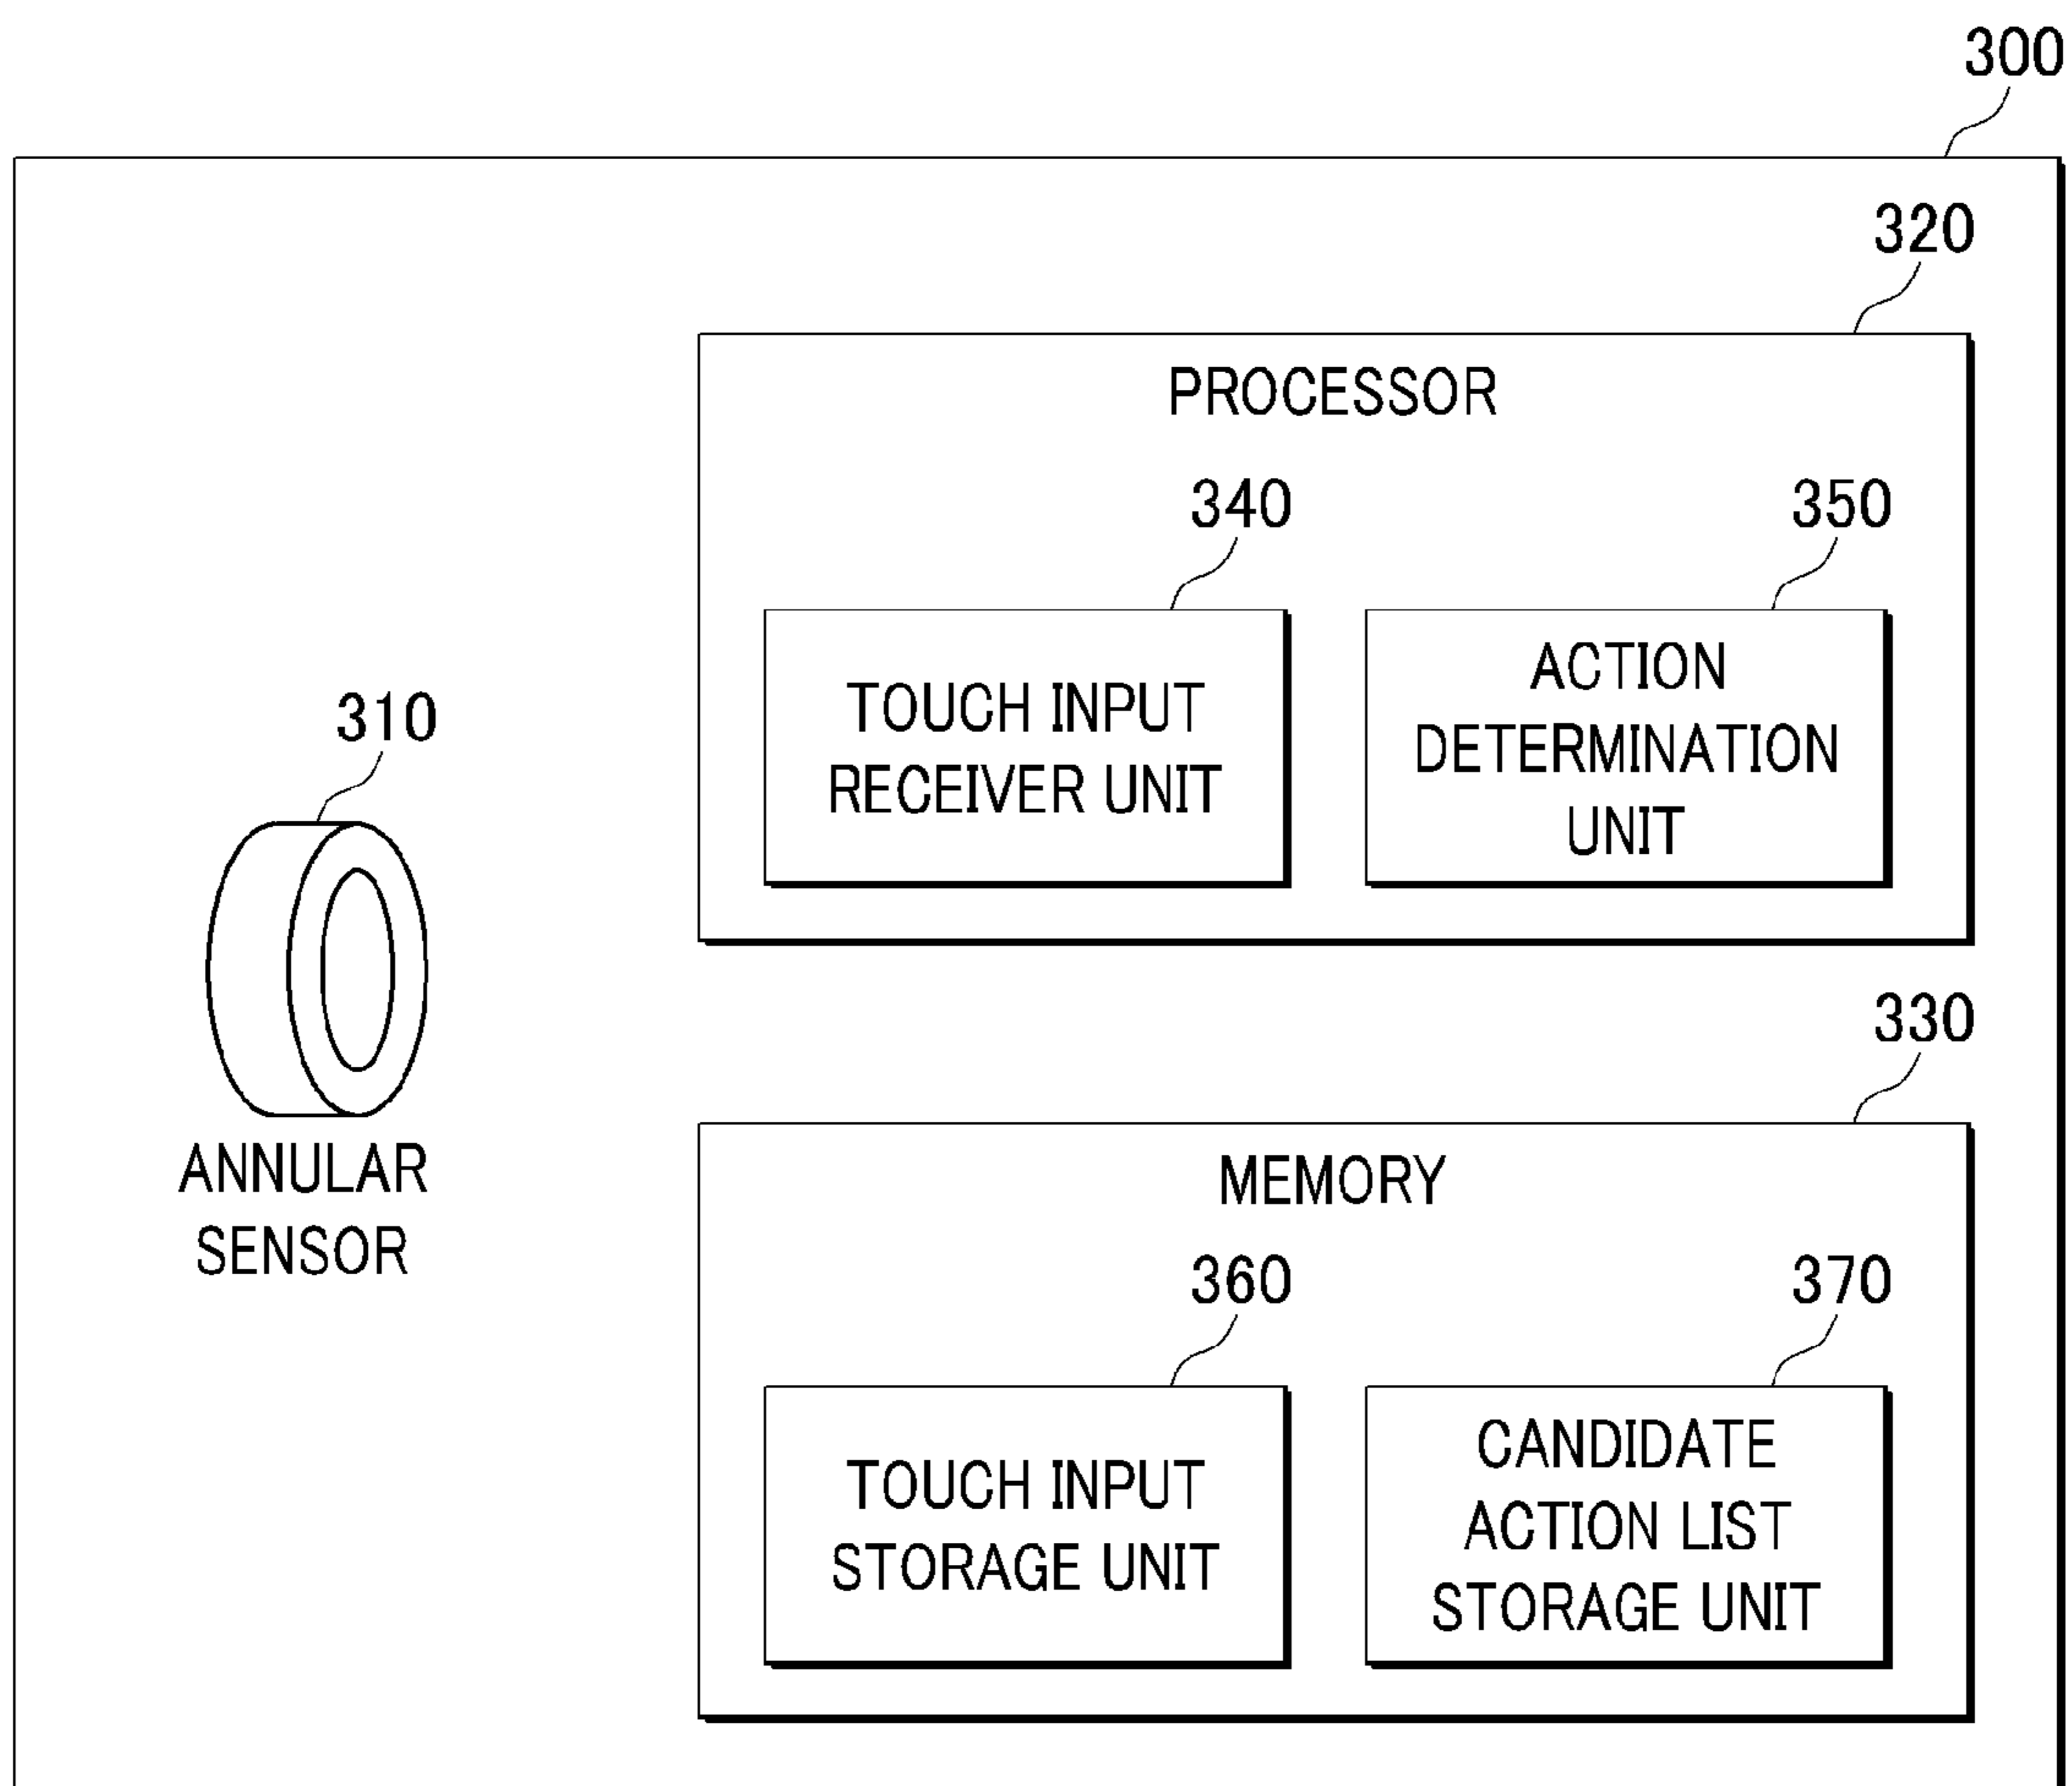 300
320
PROCESSOR
340
350
TOUCH INPUT
RECEIVER UNIT
ACTION
DETERMINATION
UNIT
310
ANNULAR
SENSOR
330
MEMORY
360
370
TOUCH INPUT
STORAGE UNIT
CANDIDATE
ACTION LIST
STORAGE UNIT